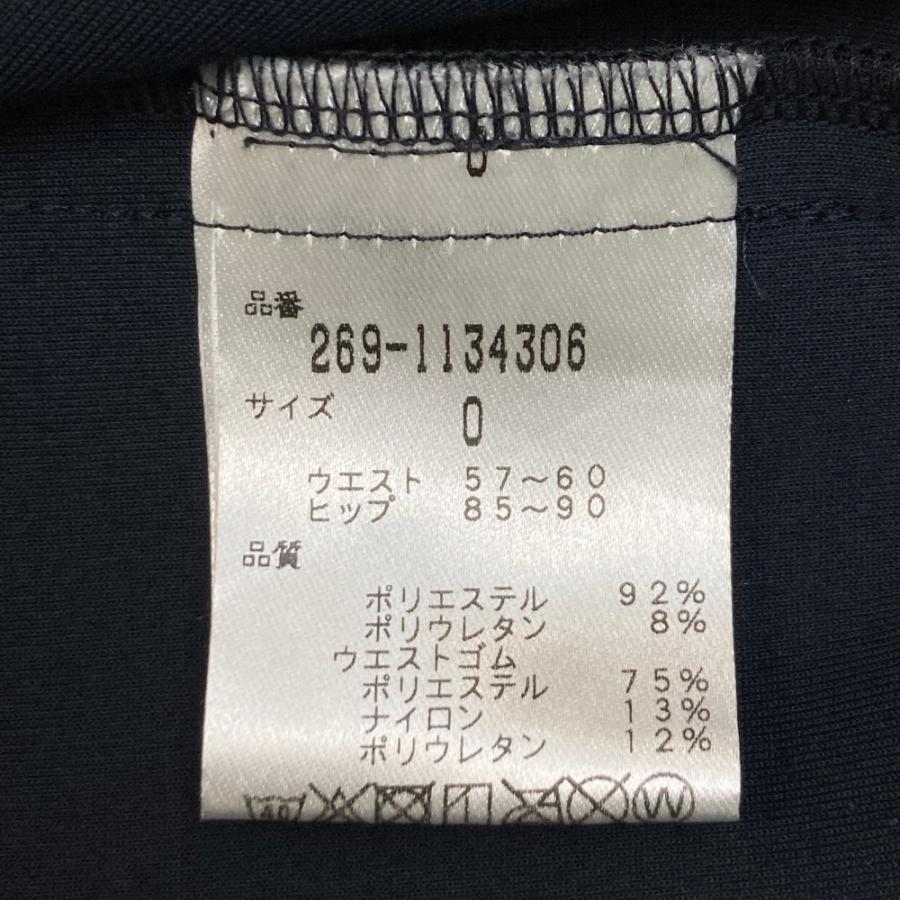 0
品番
269-1134306
サイズ
0
ウエスト 57~60
ヒップ 85~90
品質
ポリエステル 92%
ポリウレタン 8%
ウエストゴム
ポリエステル 75%
ナイロン 13%
ポリウレタン 12%
40 W